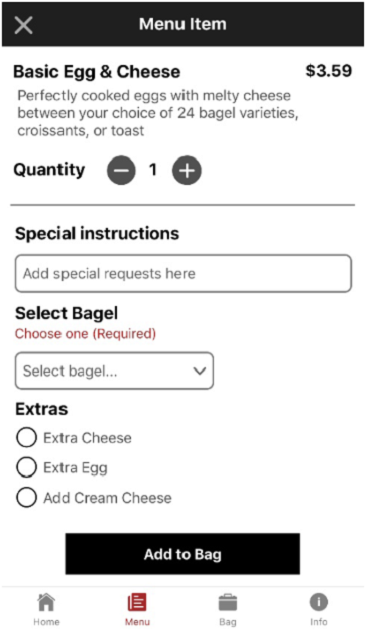 Menu Item
Basic Egg & Cheese $3.59
Perfectly cooked eggs with melty cheese
between your choice of 24 bagel varieties,
croissants, or toast
Quantity 1
Special instructions
Add special requests here
Select Bagel
Choose one (Required)
Select bagel...
Extras
Extra Cheese
Extra Egg
Add Cream Cheese
Add to Bag
Home Menu Bag Info